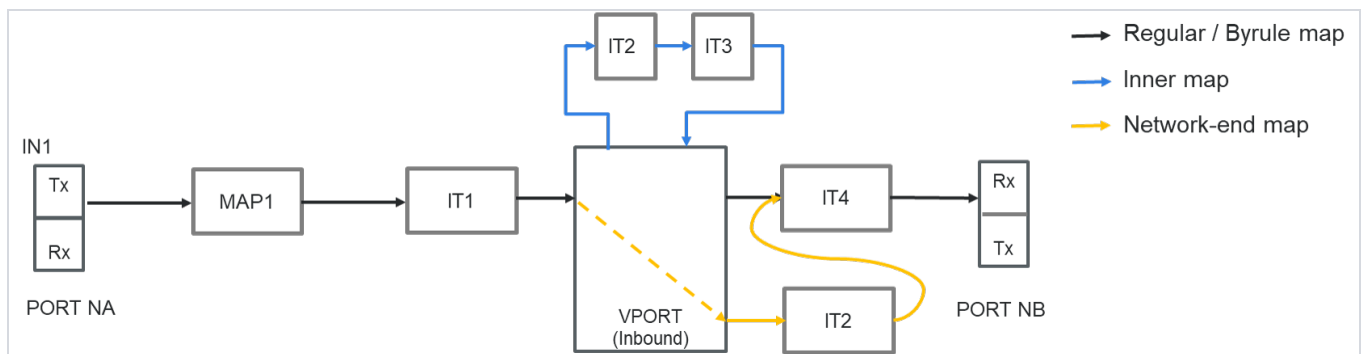 IT2
IT3
Regular / Byrule map
Inner map
Network-end map
IN1
Tx
Rx
MAP1
IT1
VPORT
(Inbound)
IT4
IT2
Rx
Tx
PORT NA
PORT NB